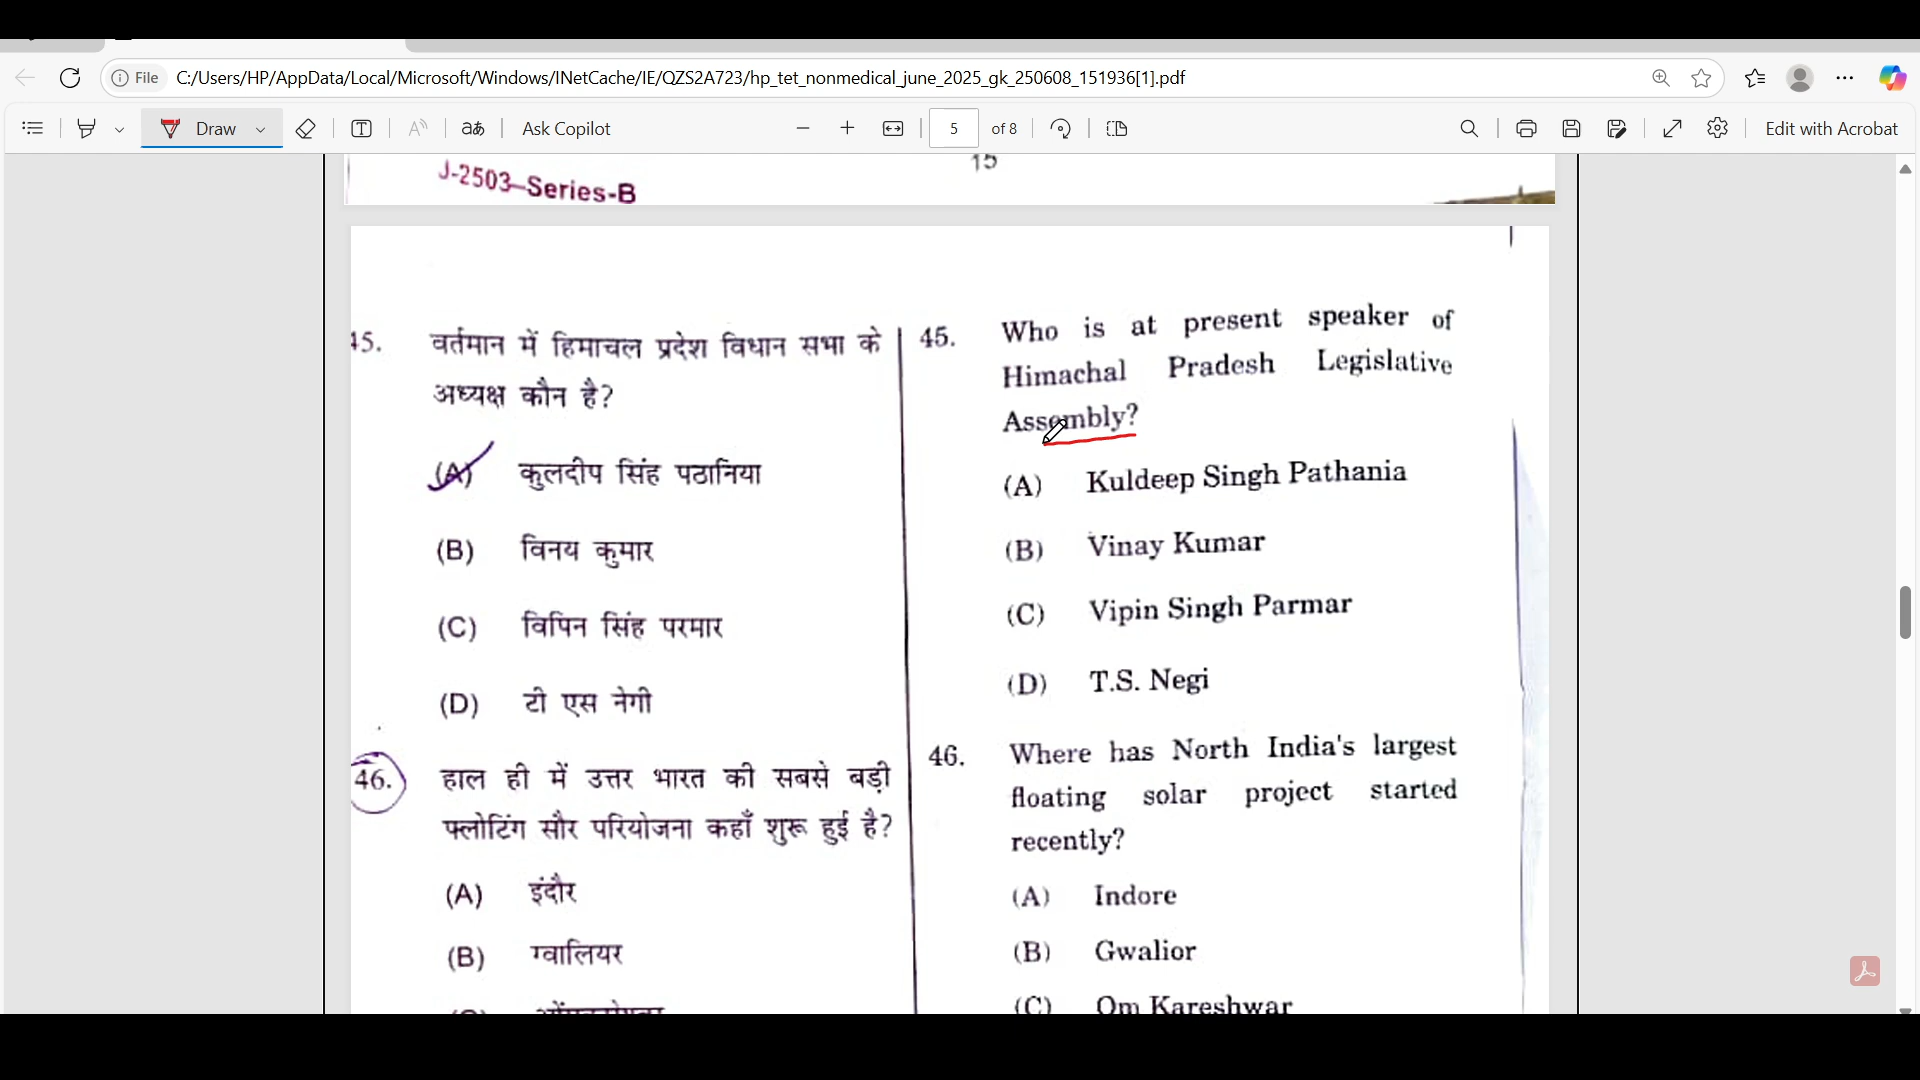 File
C:/Users/HP/AppData/Local/Microsoft/Windows/INetCache/IE/QZS2A723/hp_tet_nonmedical_june_2025_gk_250608_151936[1].pdf
Draw
aあ
Ask Copilot
5
of 8
Edit with Acrobat
J-2503–Series-B
15
45.
वर्तमान में हिमाचल प्रदेश विधान सभा के
अध्यक्ष कौन है?
(A) कुलदीप सिंह पठानिया
(B) विनय कुमार
(C) विपिन सिंह परमार
(D) टी एस नेगी
46. हाल ही में उत्तर भारत की सबसे बड़ी
फ्लोटिंग सौर परियोजना कहाँ शुरू हुई है?
(A) इंदौर
(B) ग्वालियर
45. Who is at present speaker of
Himachal Pradesh Legislative
Assembly?
(A) Kuldeep Singh Pathania
(B) Vinay Kumar
(C) Vipin Singh Parmar
(D) T.S. Negi
46. Where has North India's largest
floating solar project started
recently?
(A) Indore
(B) Gwalior
(C) Om Kareshwar